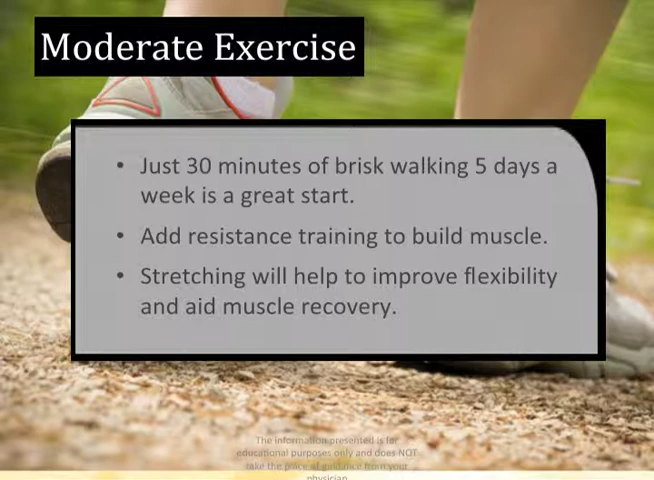 Moderate Exercise
• Just 30 minutes of brisk walking 5 days a
week is a great start.
• Add resistance training to build muscle.
• Stretching will help to improve flexibility
and aid muscle recovery.
The information presented is for
educational purposes only and does NOT
take the place of guidance from your
physician.